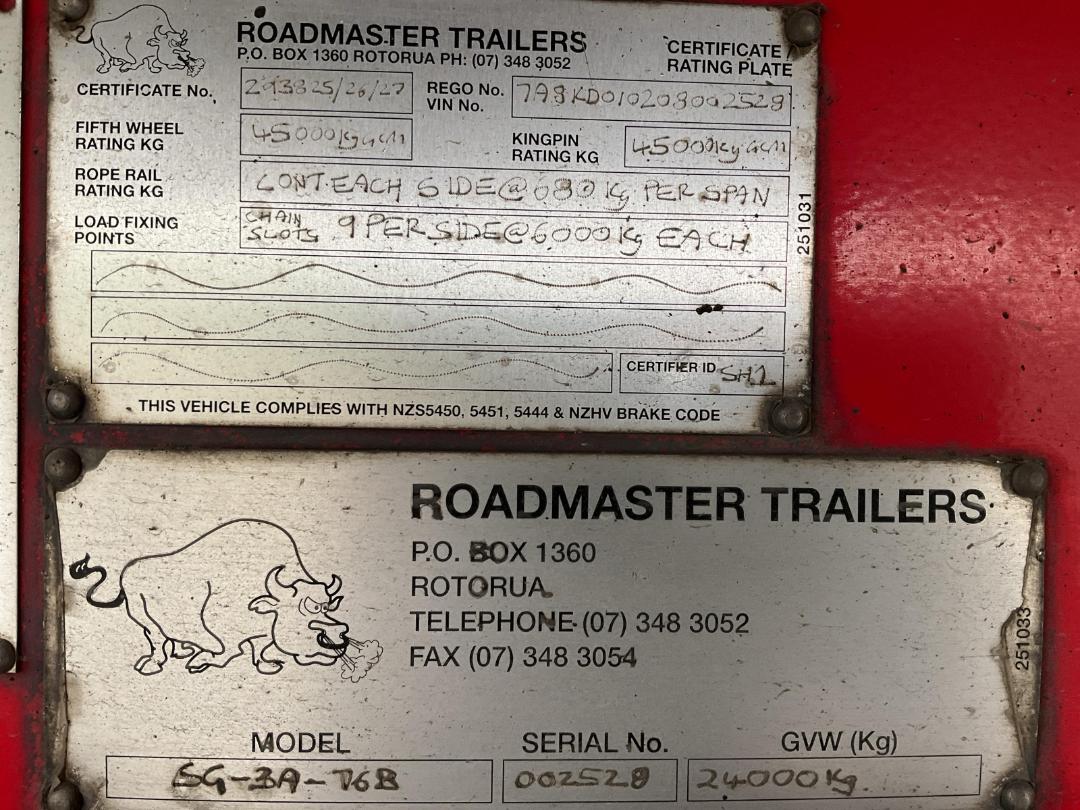 ROADMASTER TRAILERS
P.O. BOX 1360 ROTORUA PH: (07) 348 3052
CERTIFICATE /
RATING PLATE
CERTIFICATE No. 293825/26/27
REGO No.
VIN No. 7A8KD010208002528
FIFTH WHEEL
RATING KG 45000kg GCM
KINGPIN
RATING KG 45000kg GCM
ROPE RAIL
RATING KG CONT. EACH SIDE @ 680 Kg PER SPAN
LOAD FIXING
POINTS CHAIN
SLOTS 9 PER SIDE @ 6000 Kg EACH
251031
CERTIFIER ID SH1
THIS VEHICLE COMPLIES WITH NZS5450, 5451, 5444 & NZHV BRAKE CODE
ROADMASTER TRAILERS
P.O. BOX 1360
ROTORUA
TELEPHONE (07) 348 3052
FAX (07) 348 3054
251033
MODEL SERIAL No. GVW (Kg)
SG-3A-76B 002528 24000Kg